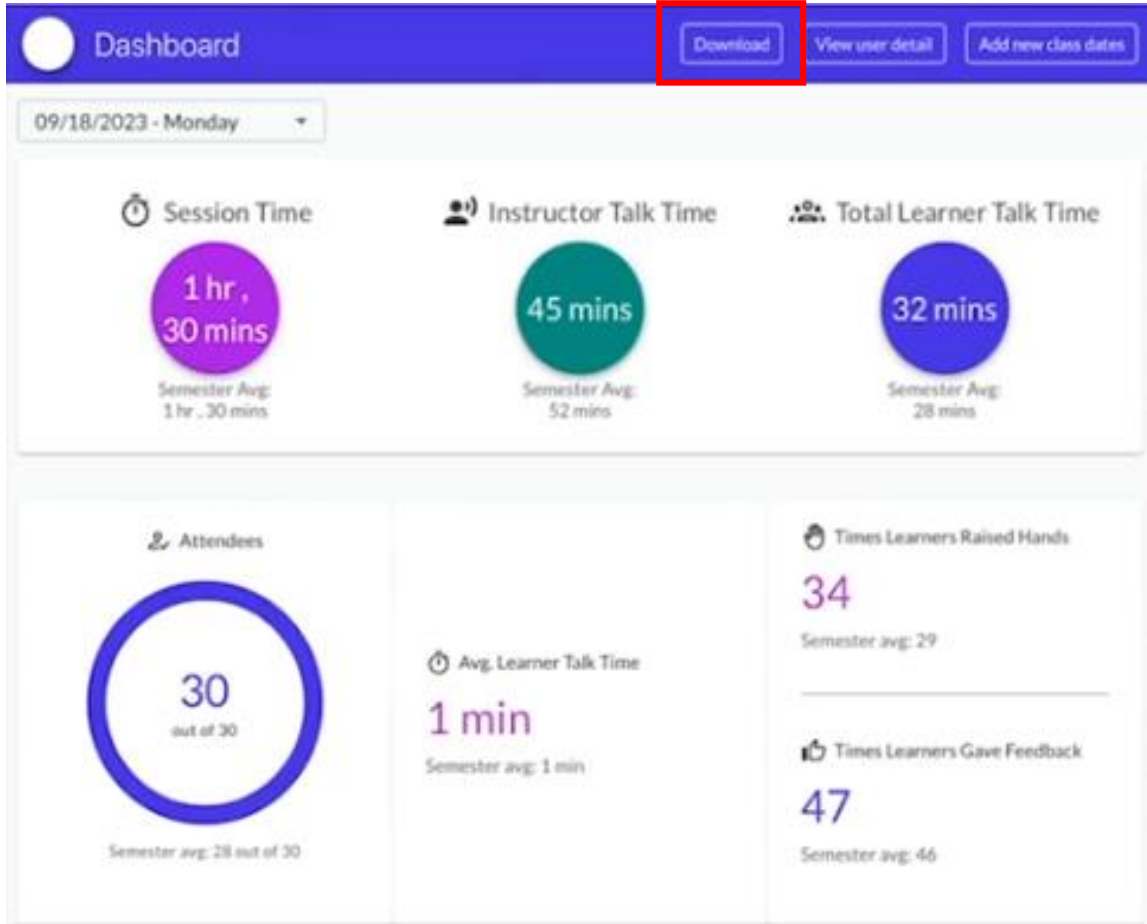 Dashboard
Download
View user detail
Add new class dates
09/18/2023 - Monday
Session Time
1 hr ,
30 mins
Semester Avg:
1 hr , 30 mins
Instructor Talk Time
45 mins
Semester Avg:
52 mins
Total Learner Talk Time
32 mins
Semester Avg:
28 mins
Attendees
30
out of 30
Semester avg: 28 out of 30
Avg. Learner Talk Time
1 min
Semester avg: 1 min
Times Learners Raised Hands
34
Semester avg: 29
Times Learners Gave Feedback
47
Semester avg: 46